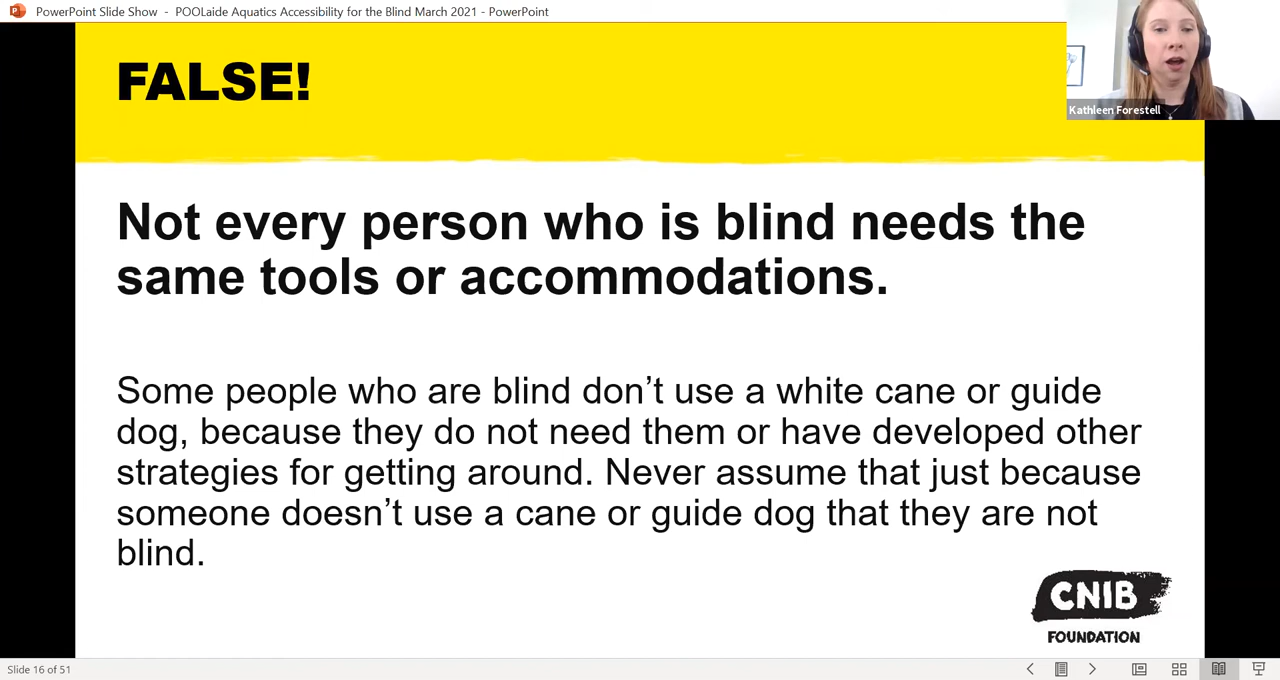 PowerPoint Slide Show - POOLaide Aquatics Accessibility for the Blind March 2021 - PowerPoint
Kathleen Forestell
FALSE!
Not every person who is blind needs the
same tools or accommodations.
Some people who are blind don’t use a white cane or guide
dog, because they do not need them or have developed other
strategies for getting around. Never assume that just because
someone doesn’t use a cane or guide dog that they are not
blind.
CNIB
FOUNDATION
Slide 16 of 51